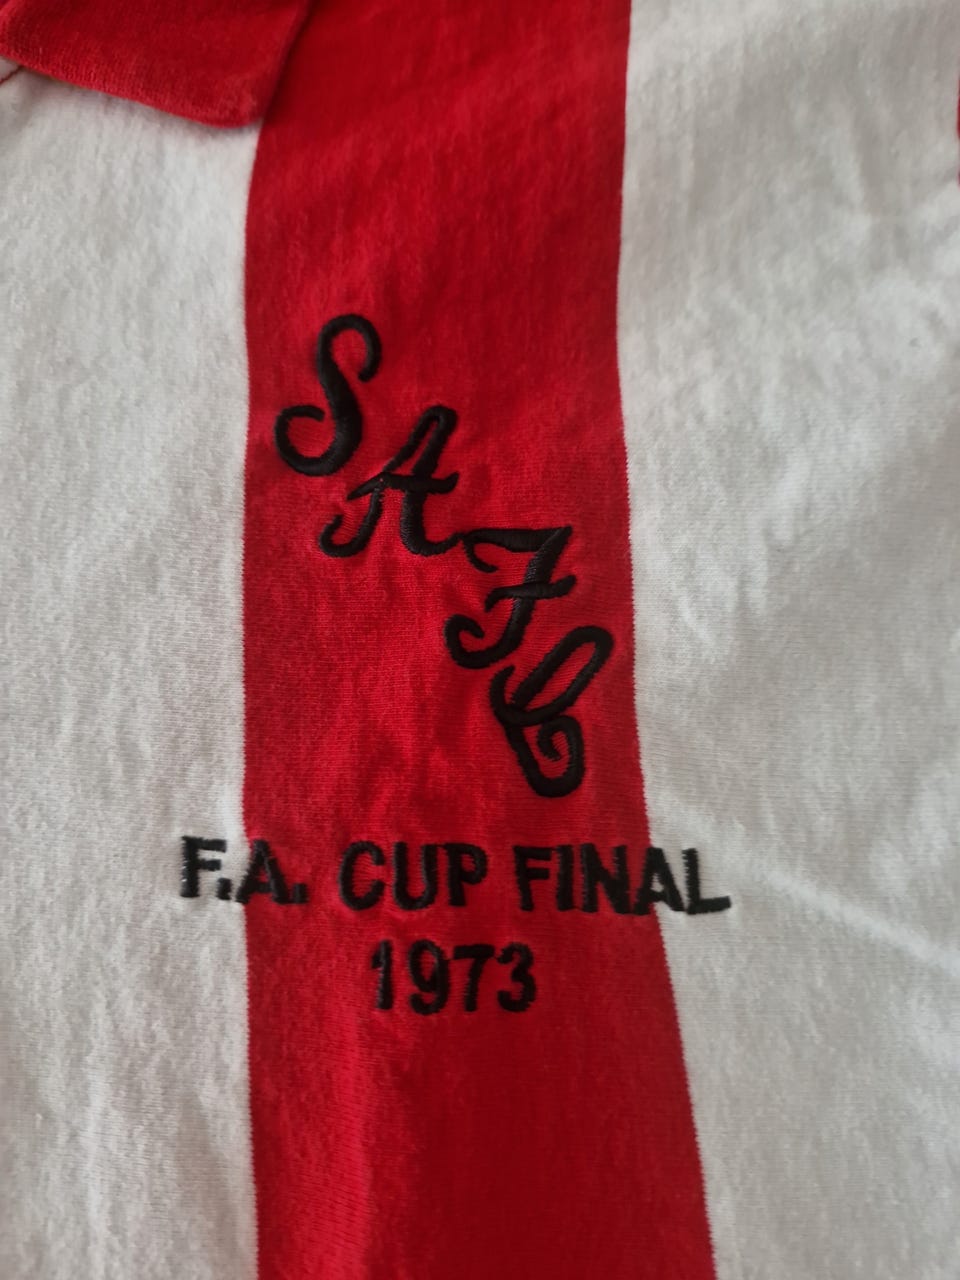 SAFC
F.A. CUP FINAL
1973